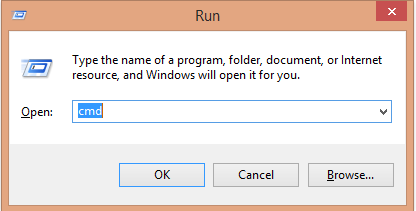 Run
Type the name of a program, folder, document, or Internet
resource, and Windows will open it for you.
Open: cmd
OK Cancel Browse...